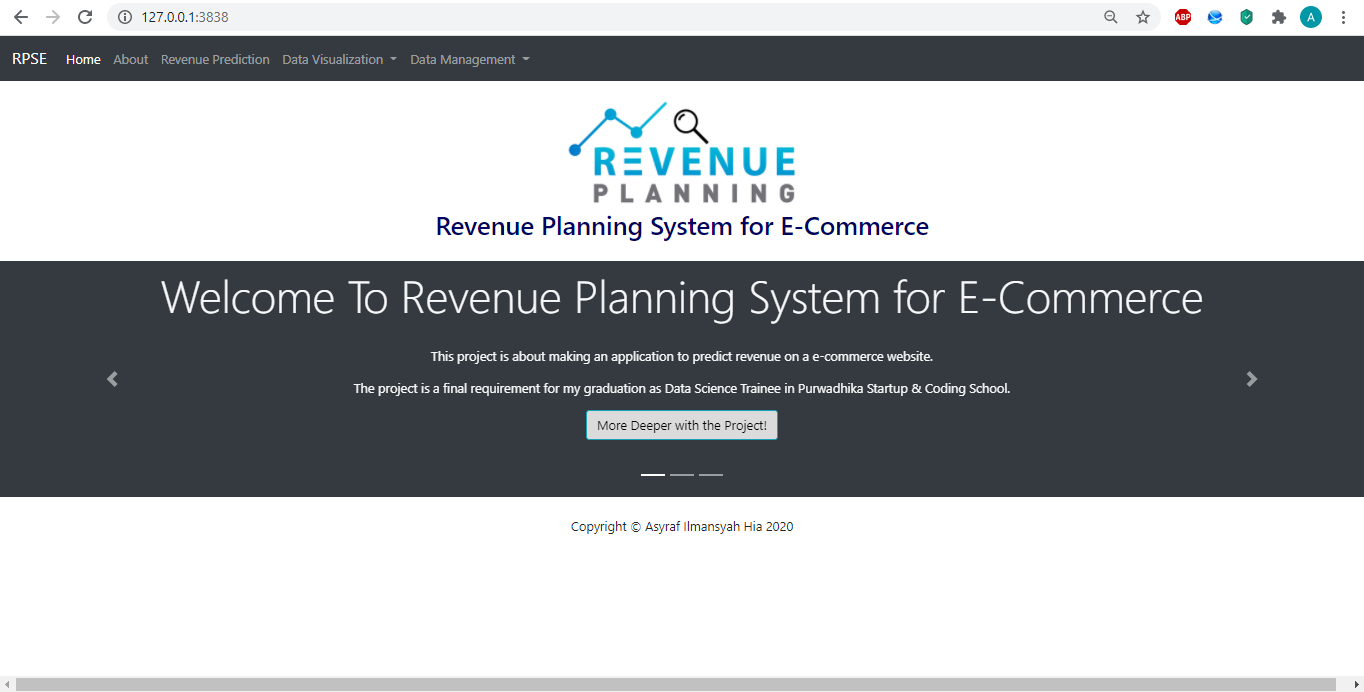 127.0.0.1:3838
ABP
A
RPSE Home About Revenue Prediction Data Visualization Data Management
REVENUE
PLANNING
Revenue Planning System for E-Commerce
Welcome To Revenue Planning System for E-Commerce
This project is about making an application to predict revenue on a e-commerce website.
The project is a final requirement for my graduation as Data Science Trainee in Purwadhika Startup & Coding School.
More Deeper with the Project!
Copyright © Asyraf Ilmansyah Hia 2020